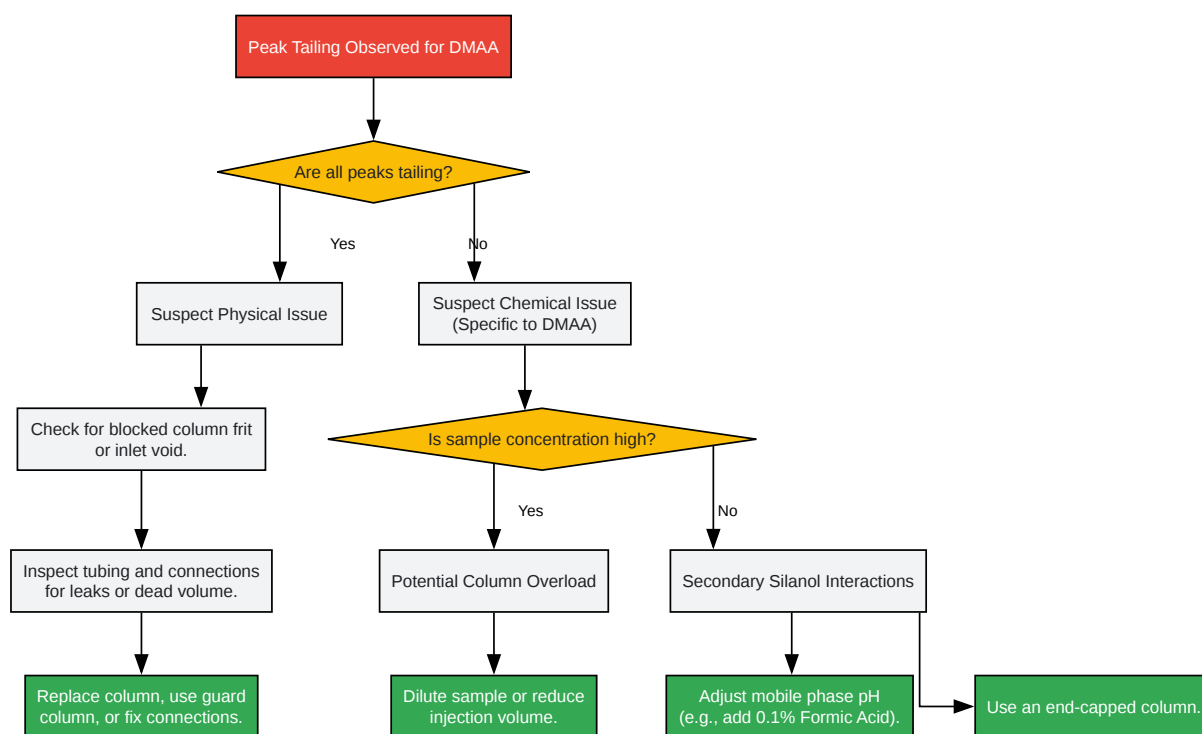 Peak Tailing Observed for DMAA
Are all peaks tailing?
Yes
No
Suspect Physical Issue
Suspect Chemical Issue
(Specific to DMAA)
Check for blocked column frit
or inlet void.
Is sample concentration high?
Yes
No
Inspect tubing and connections
for leaks or dead volume.
Potential Column Overload
Secondary Silanol Interactions
Replace column, use guard
column, or fix connections.
Dilute sample or reduce
injection volume.
Adjust mobile phase pH
(e.g., add 0.1% Formic Acid).
Use an end-capped column.